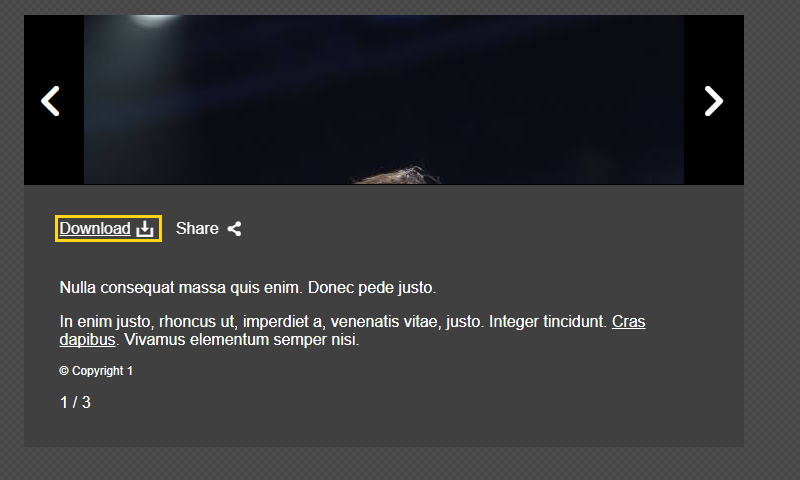 Download
Share
Nulla consequat massa quis enim. Donec pede justo.
In enim justo, rhoncus ut, imperdiet a, venenatis vitae, justo. Integer tincidunt. Cras
dapibus. Vivamus elementum semper nisi.
© Copyright 1
1 / 3